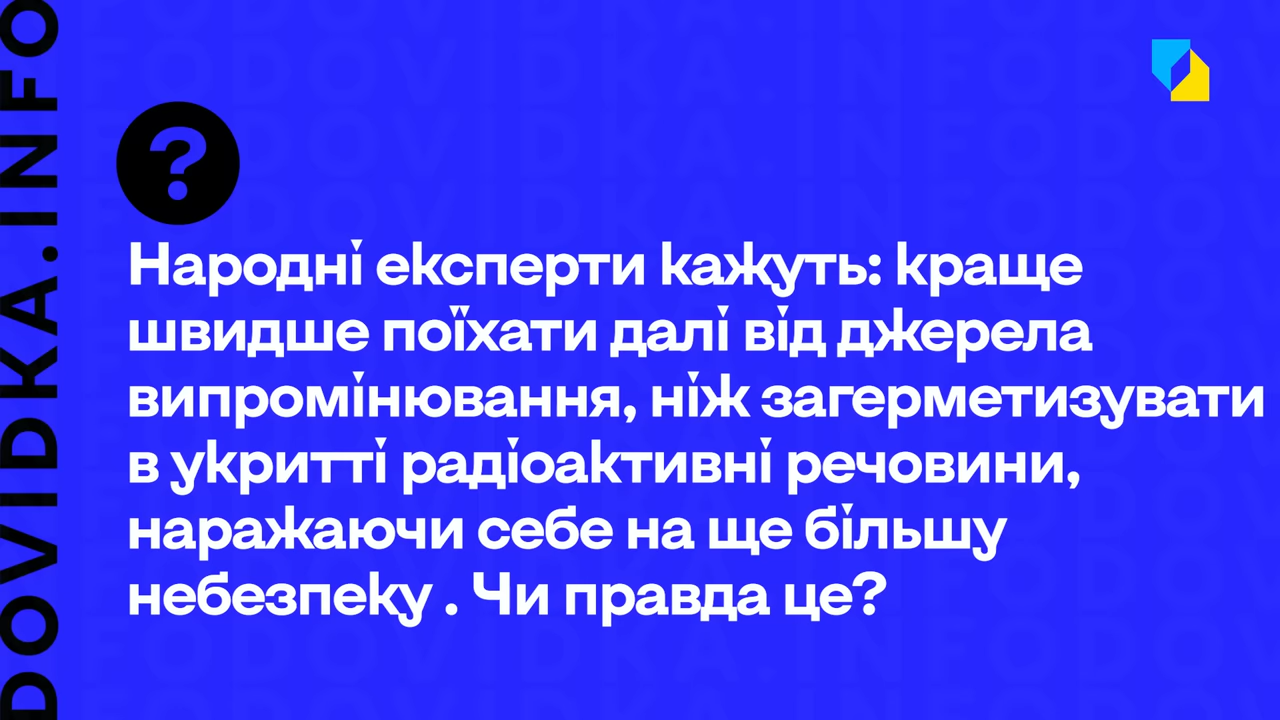 DOVIDKA.INFO
?
Народні експерти кажуть: краще
швидше поїхати далі від джерела
випромінювання, ніж загерметизувати
в укритті радіоактивні речовини,
наражаючи себе на ще більшу
небезпеку . Чи правда це?